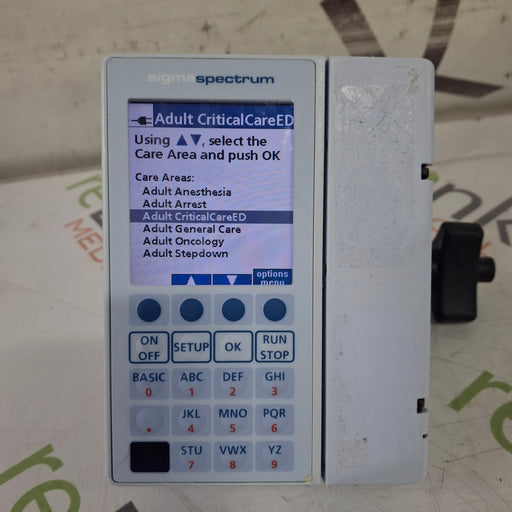 sigmaspectrum
Adult CriticalCareED
Using ▲▼, select the
Care Area and push OK
Care Areas:
Adult Anesthesia
Adult Arrest
Adult CriticalCareED
Adult General Care
Adult Oncology
Adult Stepdown
options
menu
ON
OFF
SETUP
OK
RUN
STOP
BASIC
0
ABC
1
DEF
2
GHI
3
.
JKL
4
MNO
5
PQR
6
STU
7
VWX
8
YZ
9